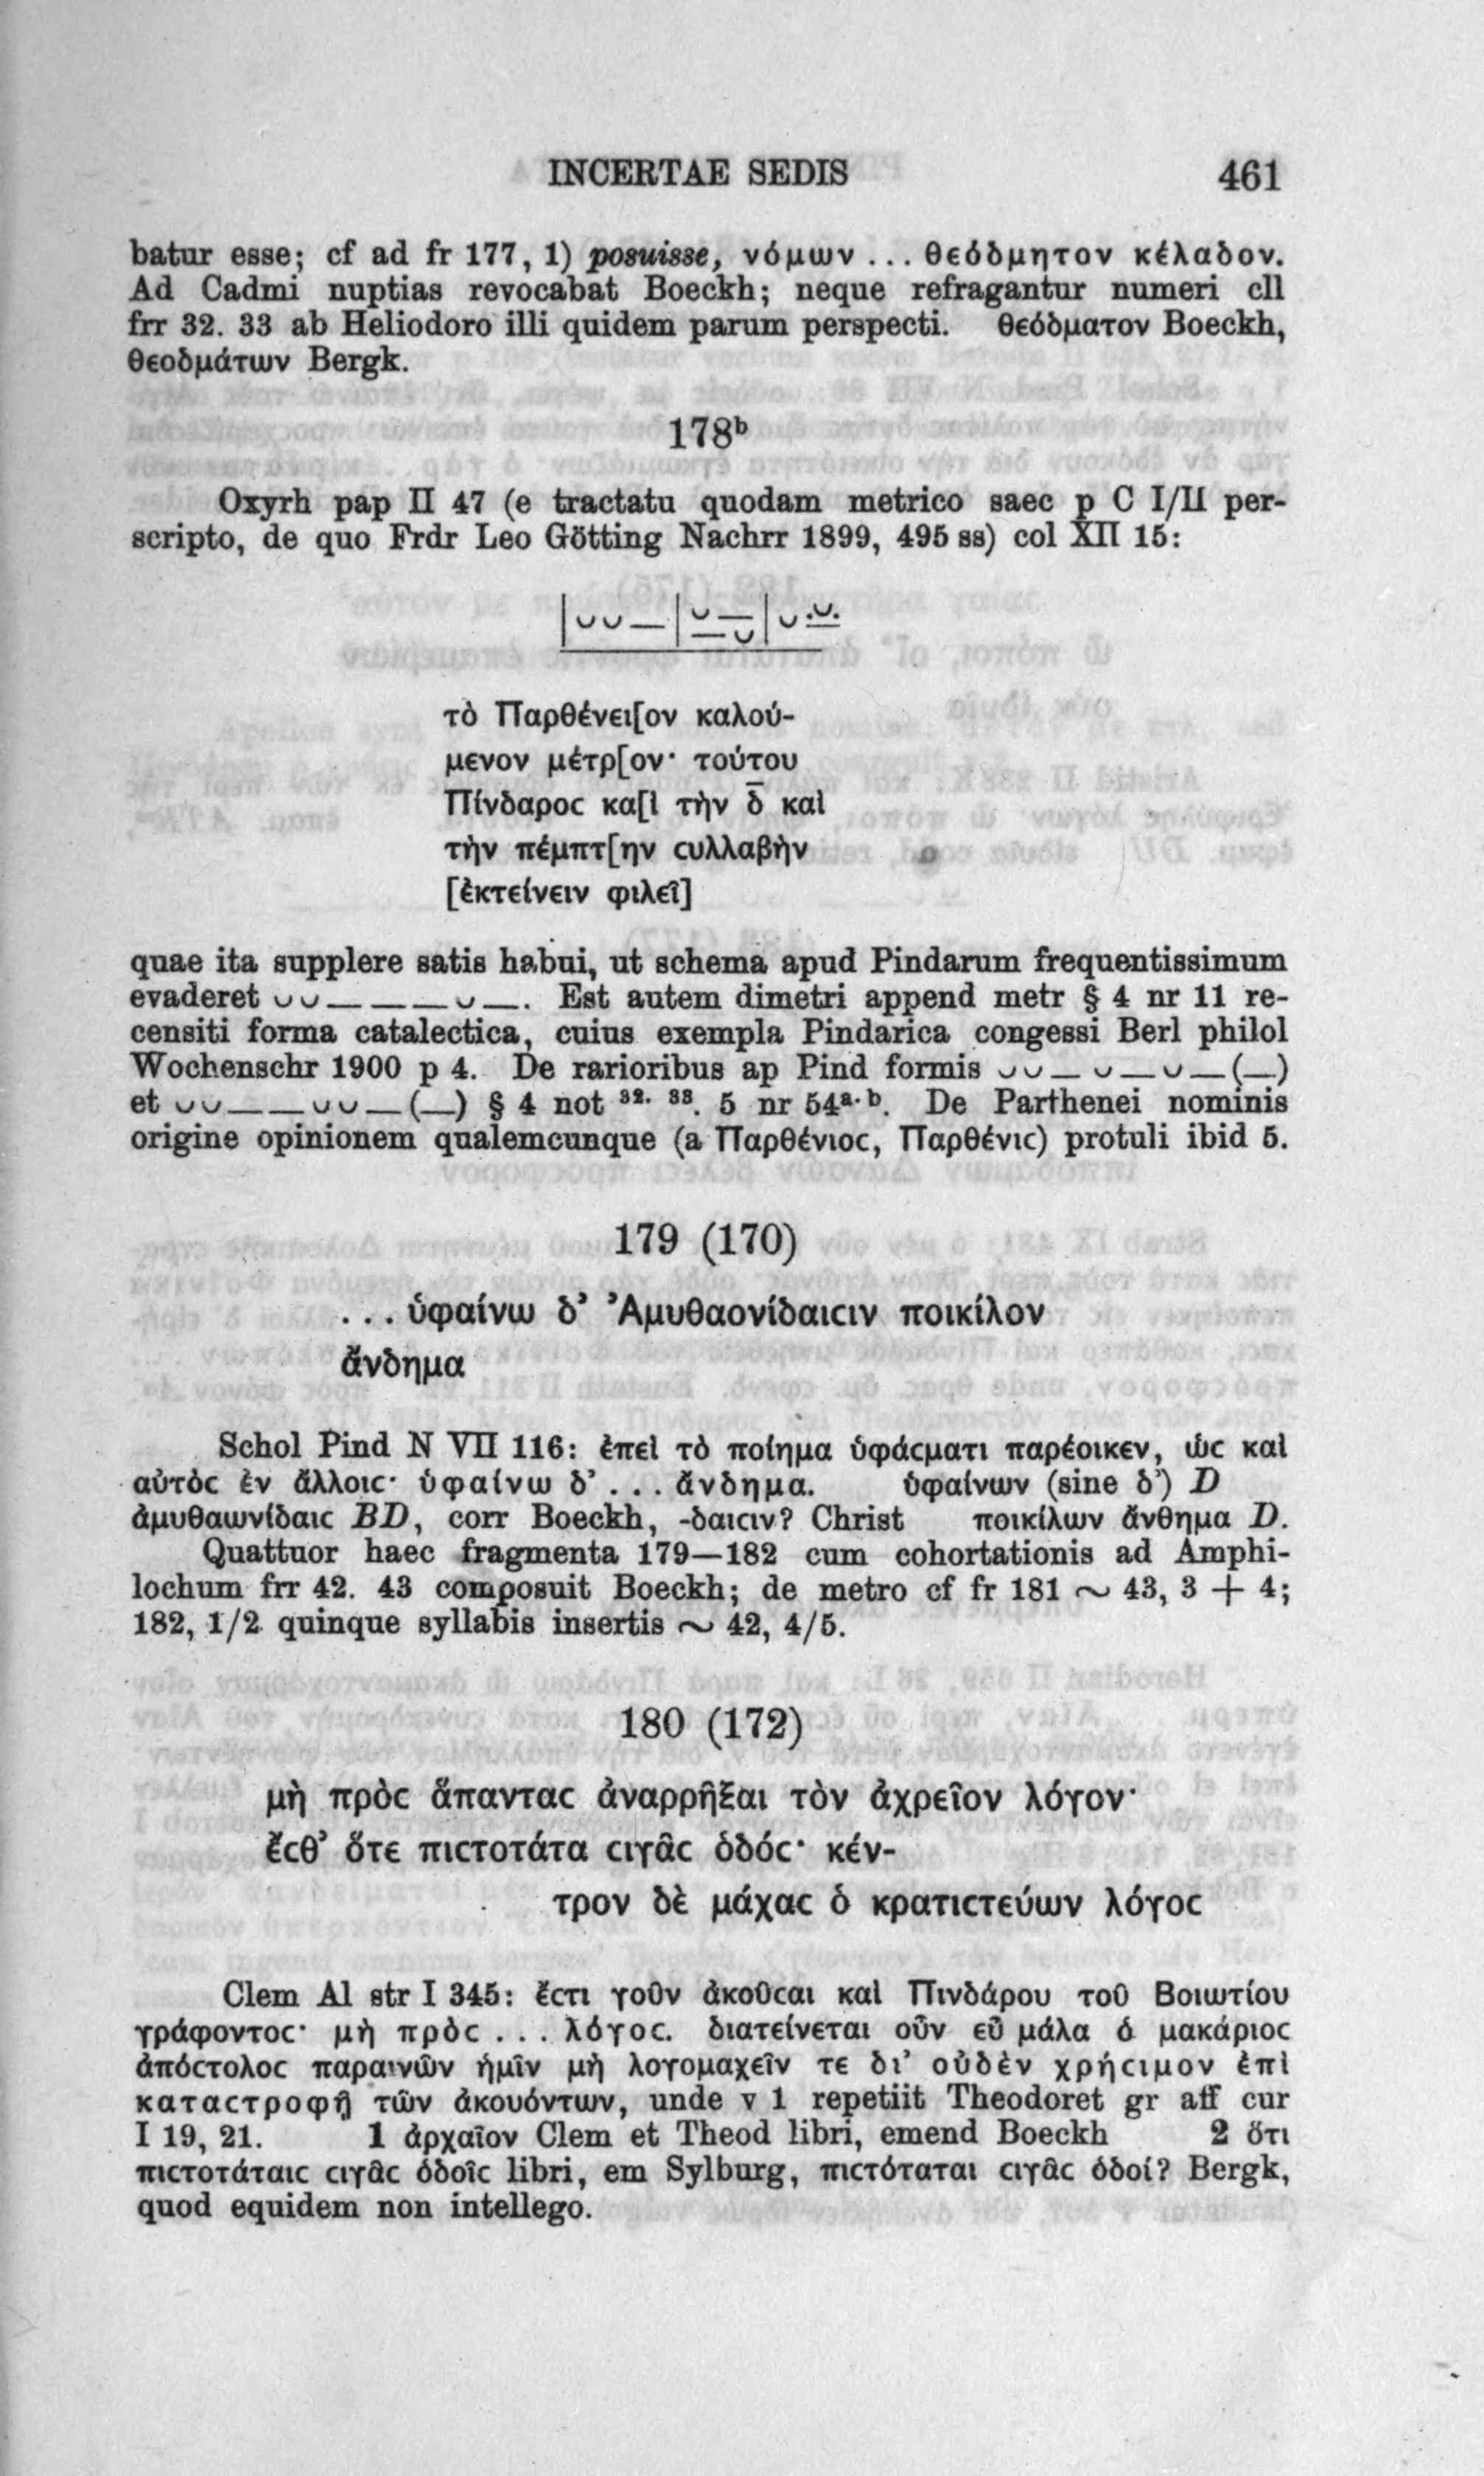 INCERTAE SEDIS 461
batur esse; cf ad fr 177, 1) posuisse, νόμων ... θεόδμητον κέλαδον.
Ad Cadmi nuptias revocabat Boeckh; neque refragantur numeri cll
frr 32. 33 ab Heliodoro illi quidem parum perspecti. θεόδματον Boeckh,
θεοδμάτων Bergk.
178ᵇ
Oxyrh pap II 47 (e tractatu quodam metrico saec p C I/II per-
scripto, de quo Frdr Leo Götting Nachrr 1899, 495 ss) col XII 15:
τὸ Παρθένει[ον καλού-
μενον μέτρ[ον· τούτου
Πίνδαροϲ κα[ὶ τὴν δ̄ καὶ
τὴν πέμπτ[ην ϲυλλαβὴν
[ἐκτείνειν φιλεῖ]
quae ita supplere satis habui, ut schema apud Pindarum frequentissimum
evaderet ⏑⏑— — —⏑—. Est autem dimetri append metr § 4 nr 11 re-
censiti forma catalectica, cuius exempla Pindarica congessi Berl philol
Wochenschr 1900 p 4. De rarioribus ap Pind formis ⏑⏑—⏑—⏑—(—)
et ⏑⏑— —⏑⏑—(—) § 4 not ³²· ³³. 5 nr 54ᵃ·ᵇ. De Parthenei nominis
origine opinionem qualemcunque (a Παρθένιοϲ, Παρθένιϲ) protuli ibid 5.
179 (170)
... ὑφαίνω δ’ Ἀμυθαονίδαιϲιν ποικίλον
ἄνδημα
Schol Pind N VII 116: ἐπεὶ τὸ ποίημα ὑφάϲματι παρέοικεν, ὡϲ καὶ
αὐτὸϲ ἐν ἄλλοιϲ· ὑφαίνω δ’ ... ἄνδημα. ὑφαίνων (sine δ’) D
ἀμυθαωνίδαιϲ BD, corr Boeckh, -δαιϲιν? Christ ποικίλων ἄνθημα D.
Quattuor haec fragmenta 179—182 cum cohortationis ad Amphi-
lochum frr 42. 43 composuit Boeckh; de metro cf fr 181 ~ 43, 3 + 4;
182, 1/2 quinque syllabis insertis ~ 42, 4/5.
180 (172)
μὴ πρὸϲ ἅπανταϲ ἀναρρῆξαι τὸν ἀχρεῖον λόγον·
ἔϲθ’ ὅτε πιϲτοτάτα ϲιγᾶϲ ὁδόϲ· κέν-
τρον δὲ μάχαϲ ὁ κρατιϲτεύων λόγοϲ
Clem Al str I 345: ἔϲτι γοῦν ἀκοῦϲαι καὶ Πινδάρου τοῦ Βοιωτίου
γράφοντοϲ· μὴ πρὸϲ ... λόγοϲ. διατείνεται οὖν εὖ μάλα ὁ μακάριοϲ
ἀπόϲτολοϲ παραινῶν ἡμῖν μὴ λογομαχεῖν τε δι’ οὐδὲν χρήϲιμον ἐπὶ
καταϲτροφῇ τῶν ἀκουόντων, unde v 1 repetiit Theodoret gr aff cur
I 19, 21. 1 ἀρχαῖον Clem et Theod libri, emend Boeckh 2 ὅτι
πιϲτοτάταιϲ ϲιγᾶϲ ὁδοῖϲ libri, em Sylburg, πιϲτόταται ϲιγᾶϲ ὁδοί? Bergk,
quod equidem non intellego.